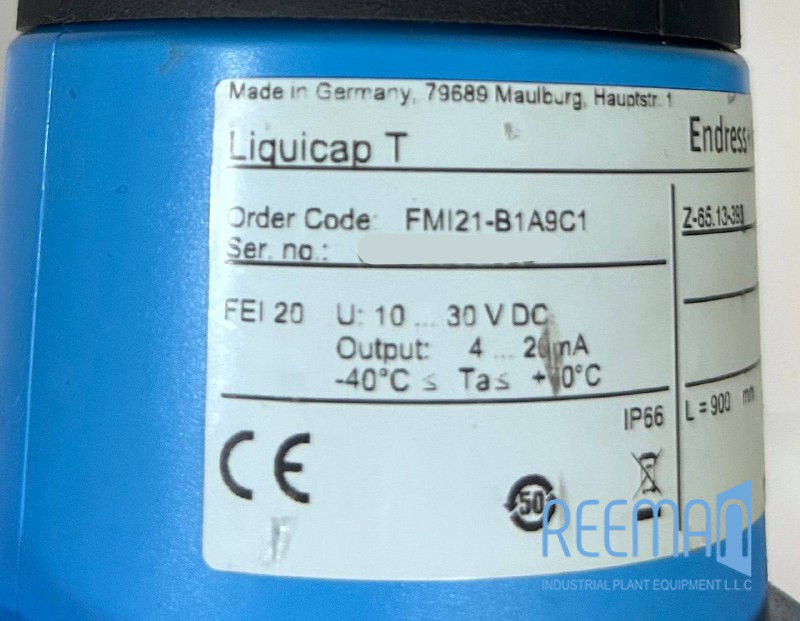 Made in Germany, 79689 Maulburg, Hauptstr. 1
Liquicap T
Endress+
Order Code: FMI21-B1A9C1
Z-65.13-
Ser. no.:
FEI 20 U: 10 ... 30 V DC
Output: 4 ... 20 mA
-40°C ≤ Ta ≤
IP66
L = 900 mm
CE
50
REEMAN
INDUSTRIAL PLANT EQUIPMENT L.L.C